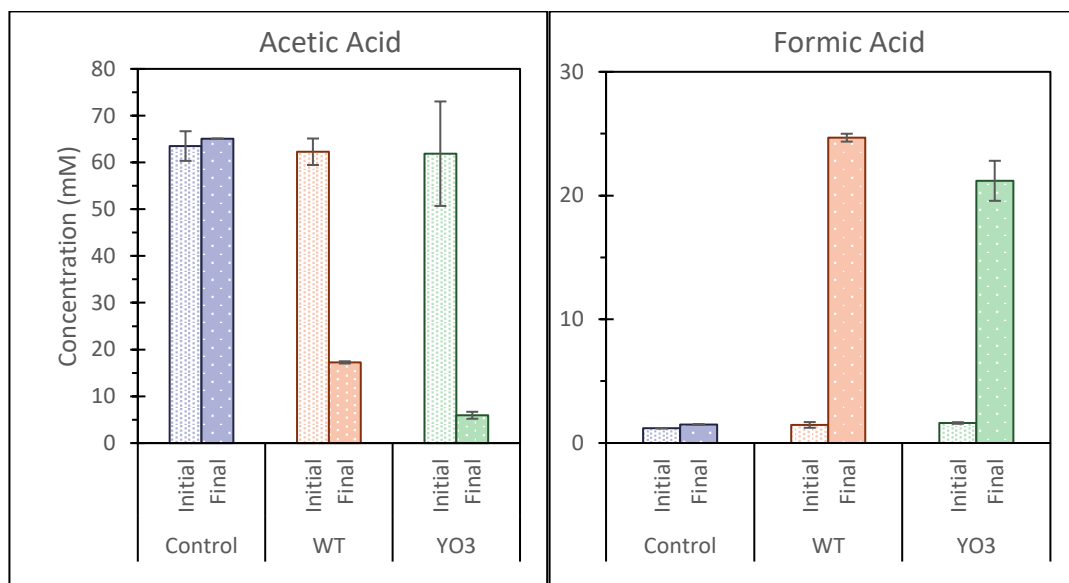 Acetic Acid
Concentration (mM)
80
70
60
50
40
30
20
10
0
Initial
Final
Initial
Final
Initial
Final
Control
WT
YO3
Formic Acid
30
20
10
0
Initial
Final
Initial
Final
Initial
Final
Control
WT
YO3